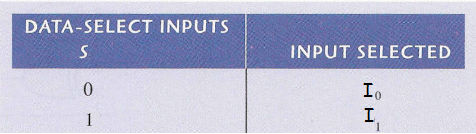 DATA-SELECT INPUTS
S INPUT SELECTED
0 I₀
1 I₁